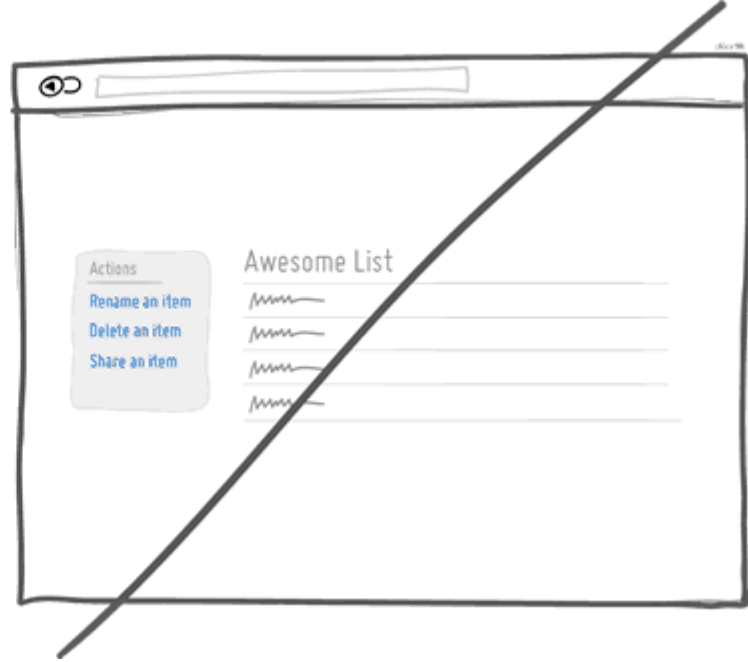 Awesome List
Actions
Rename an item
Delete an item
Share an item